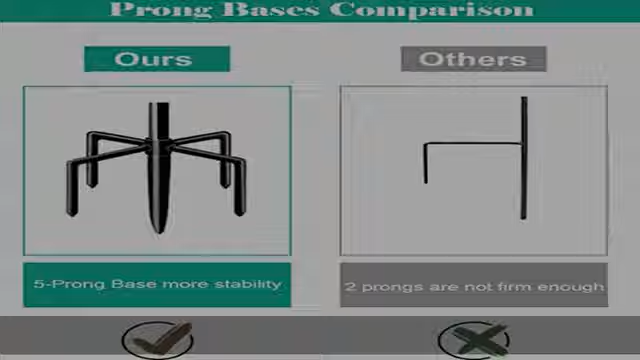 Prong Bases Comparison
Ours
Others
5-Prong Base more stability
2 prongs are not firm enough